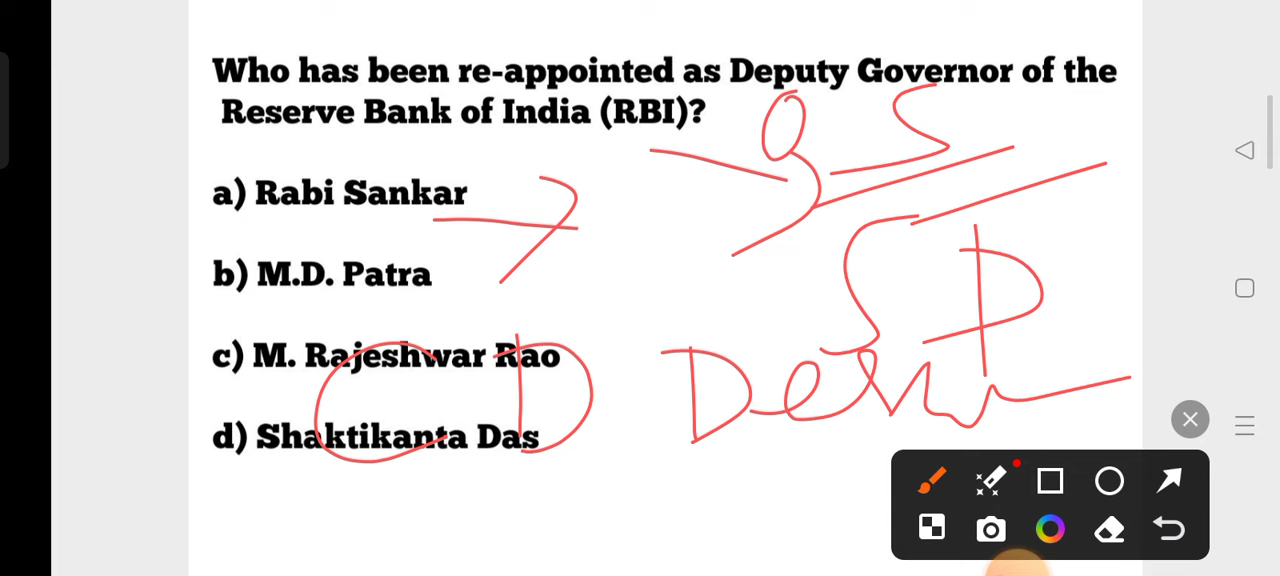 Who has been re-appointed as Deputy Governor of the
Reserve Bank of India (RBI)?
a) Rabi Sankar
b) M.D. Patra
c) M. Rajeshwar Rao
d) Shaktikanta Das